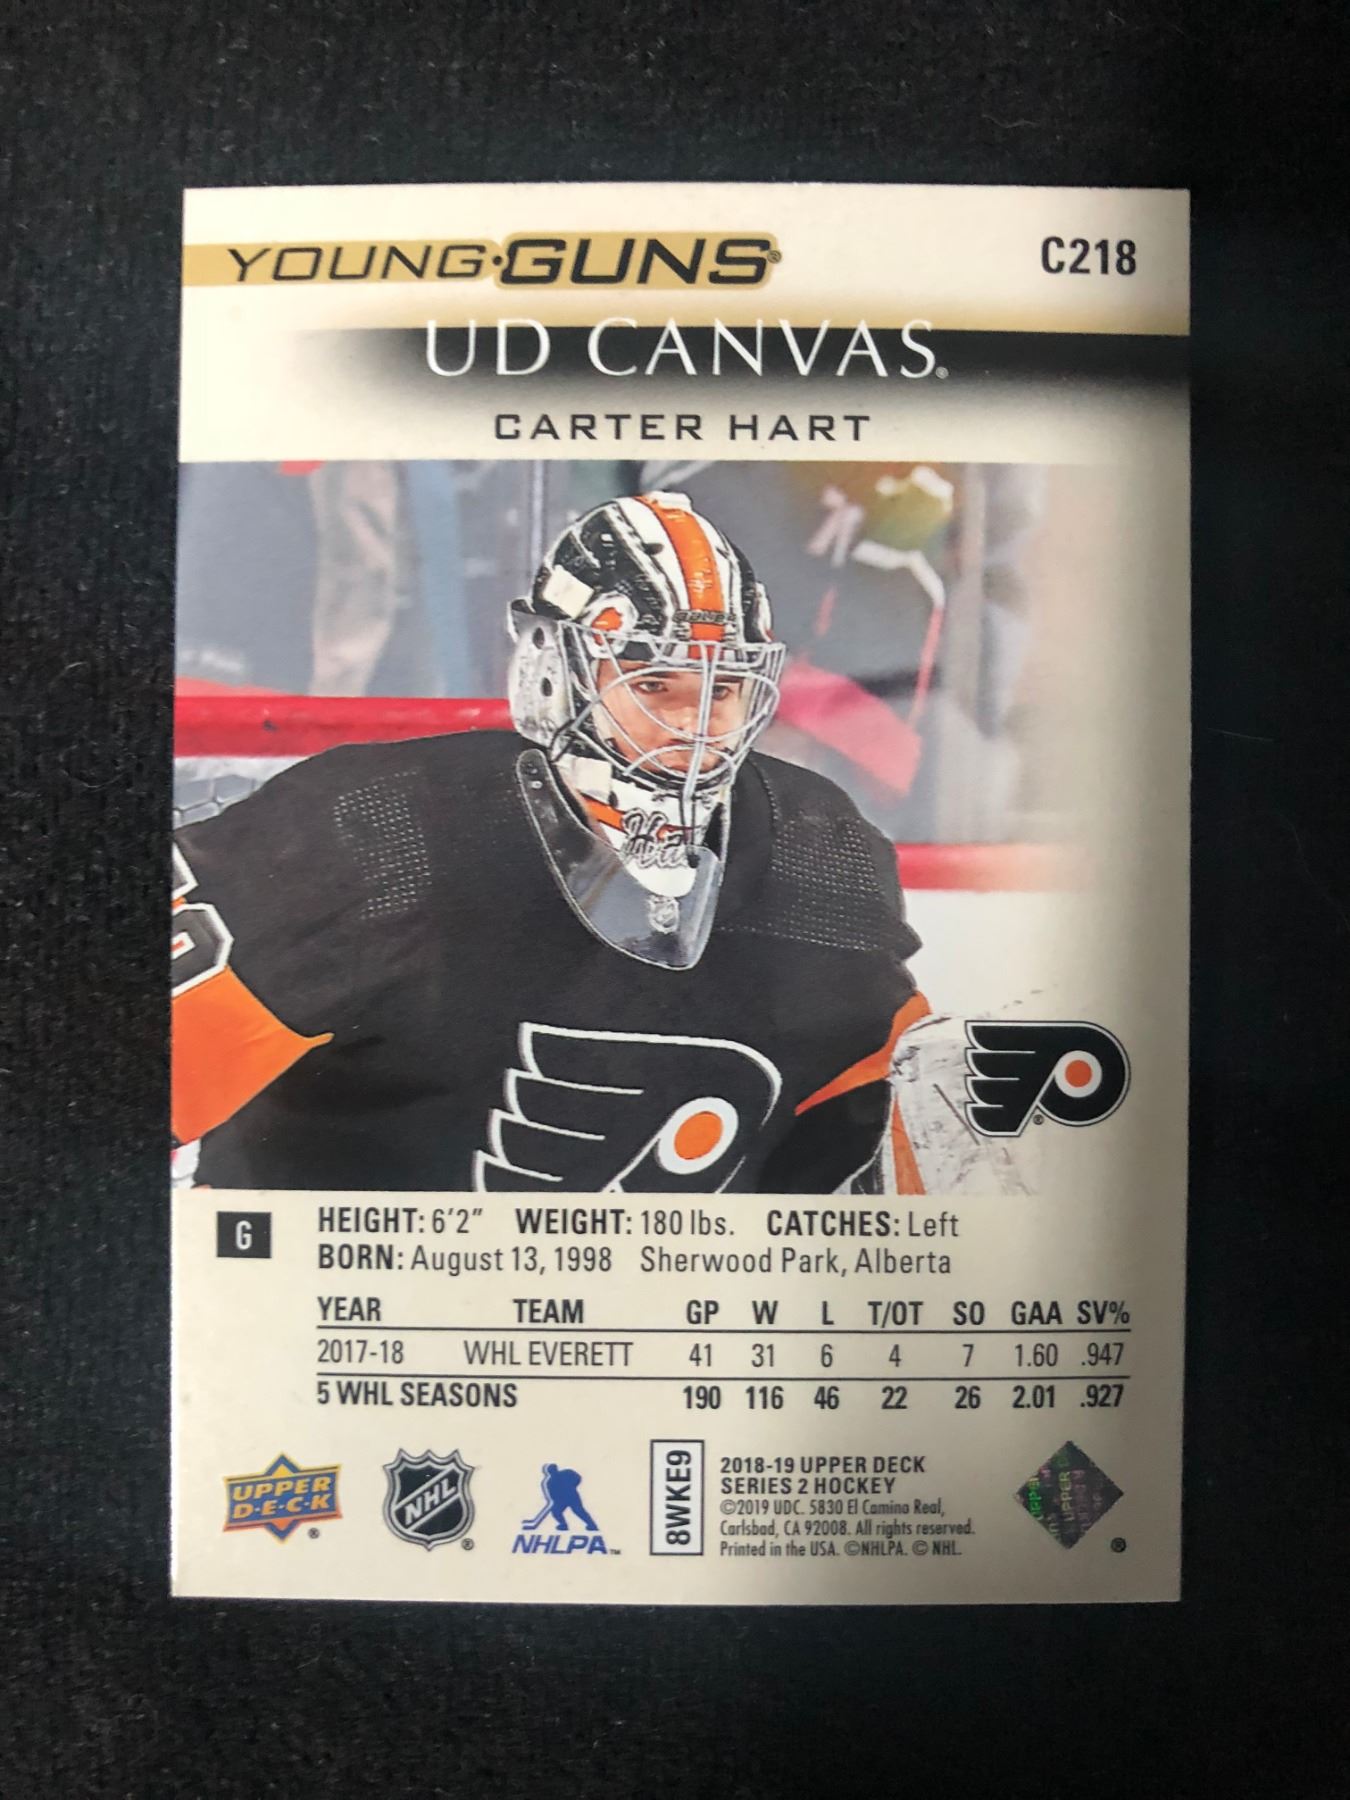 YOUNG·GUNS® C218
UD CANVAS®
CARTER HART
BAUER
Hart
G HEIGHT: 6'2" WEIGHT: 180 lbs. CATCHES: Left
BORN: August 13, 1998 Sherwood Park, Alberta
YEAR TEAM GP W L T/OT SO GAA SV%
2017-18 WHL EVERETT 41 31 6 4 7 1.60 .947
5 WHL SEASONS 190 116 46 22 26 2.01 .927
UPPER
D·E·C·K ®
NHL ®
NHLPA™
8WKE9
2018-19 UPPER DECK
SERIES 2 HOCKEY
©2019 UDC. 5830 El Camino Real,
Carlsbad, CA 92008. All rights reserved.
Printed in the USA. ©NHLPA. © NHL.
UPPER
®